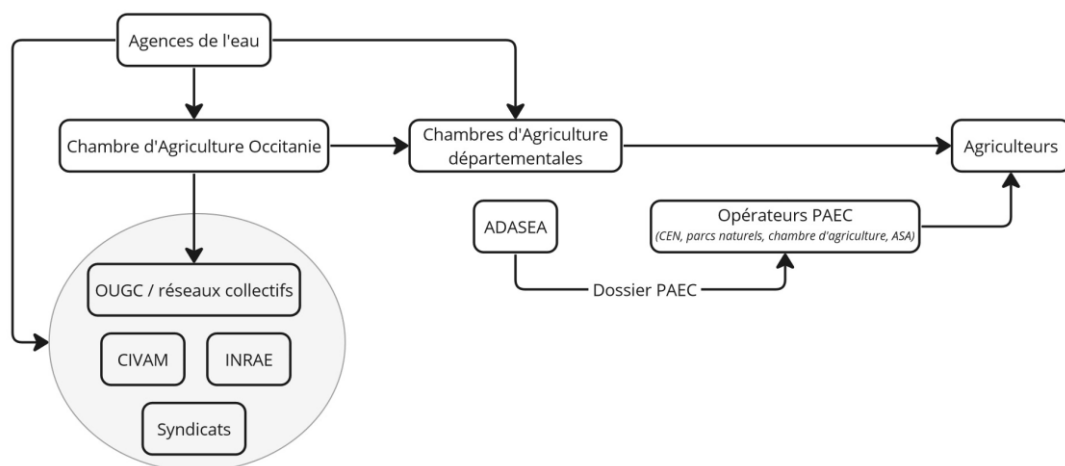 Agences de l'eau
Chambre d'Agriculture Occitanie
Chambres d'Agriculture
départementales
Agriculteurs
ADASEA
Opérateurs PAEC
(CEN, parcs naturels, chambre d'agriculture, ASA)
Dossier PAEC
OUGC / réseaux collectifs
CIVAM
INRAE
Syndicats